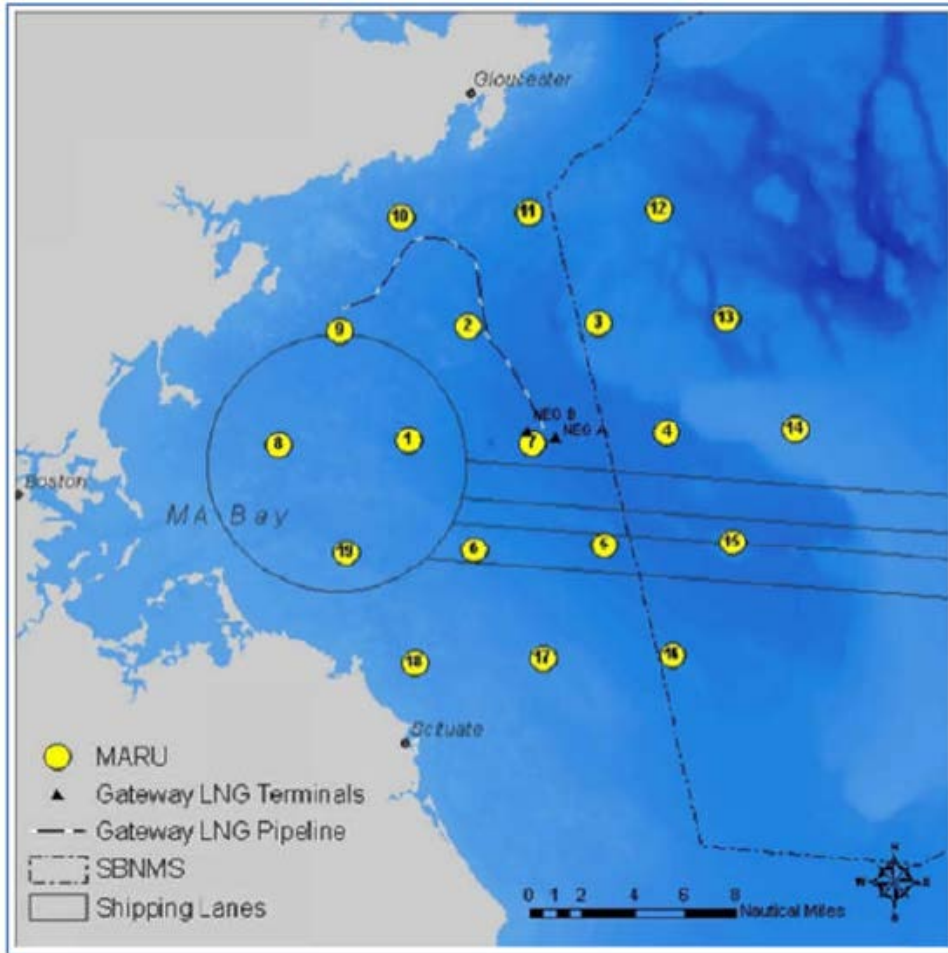 Gloucester
10
11
12
9
2
3
13
NEG B
NEG A
8
1
7
4
14
Boston
MA Bay
19
6
5
15
18
17
16
Scituate
MARU
Gateway LNG Terminals
Gateway LNG Pipeline
SBNMS
Shipping Lanes
0 1 2 4 6 8
Nautical Miles
N
W E
S